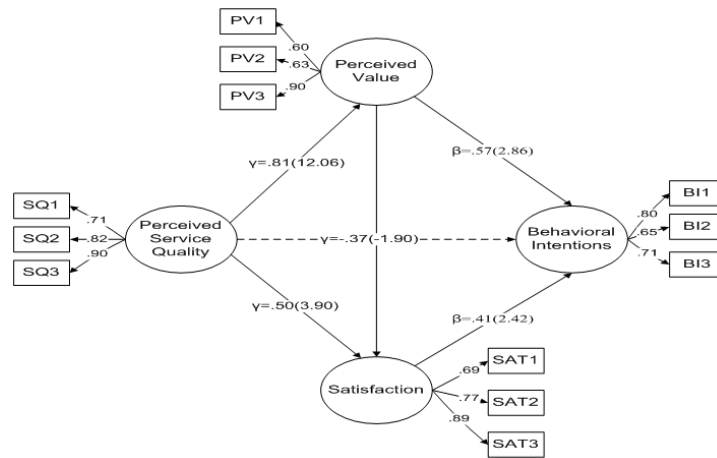 PV1
.60
PV2
.63
PV3
.90
Perceived
Value
γ=.81(12.06)
β=.57(2.86)
SQ1
.71
SQ2
.82
SQ3
.90
Perceived
Service
Quality
γ=-.37(-1.90)
Behavioral
Intentions
BI1
.80
BI2
.65
BI3
.71
γ=.50(3.90)
β=.41(2.42)
Satisfaction
SAT1
.69
SAT2
.77
SAT3
.89